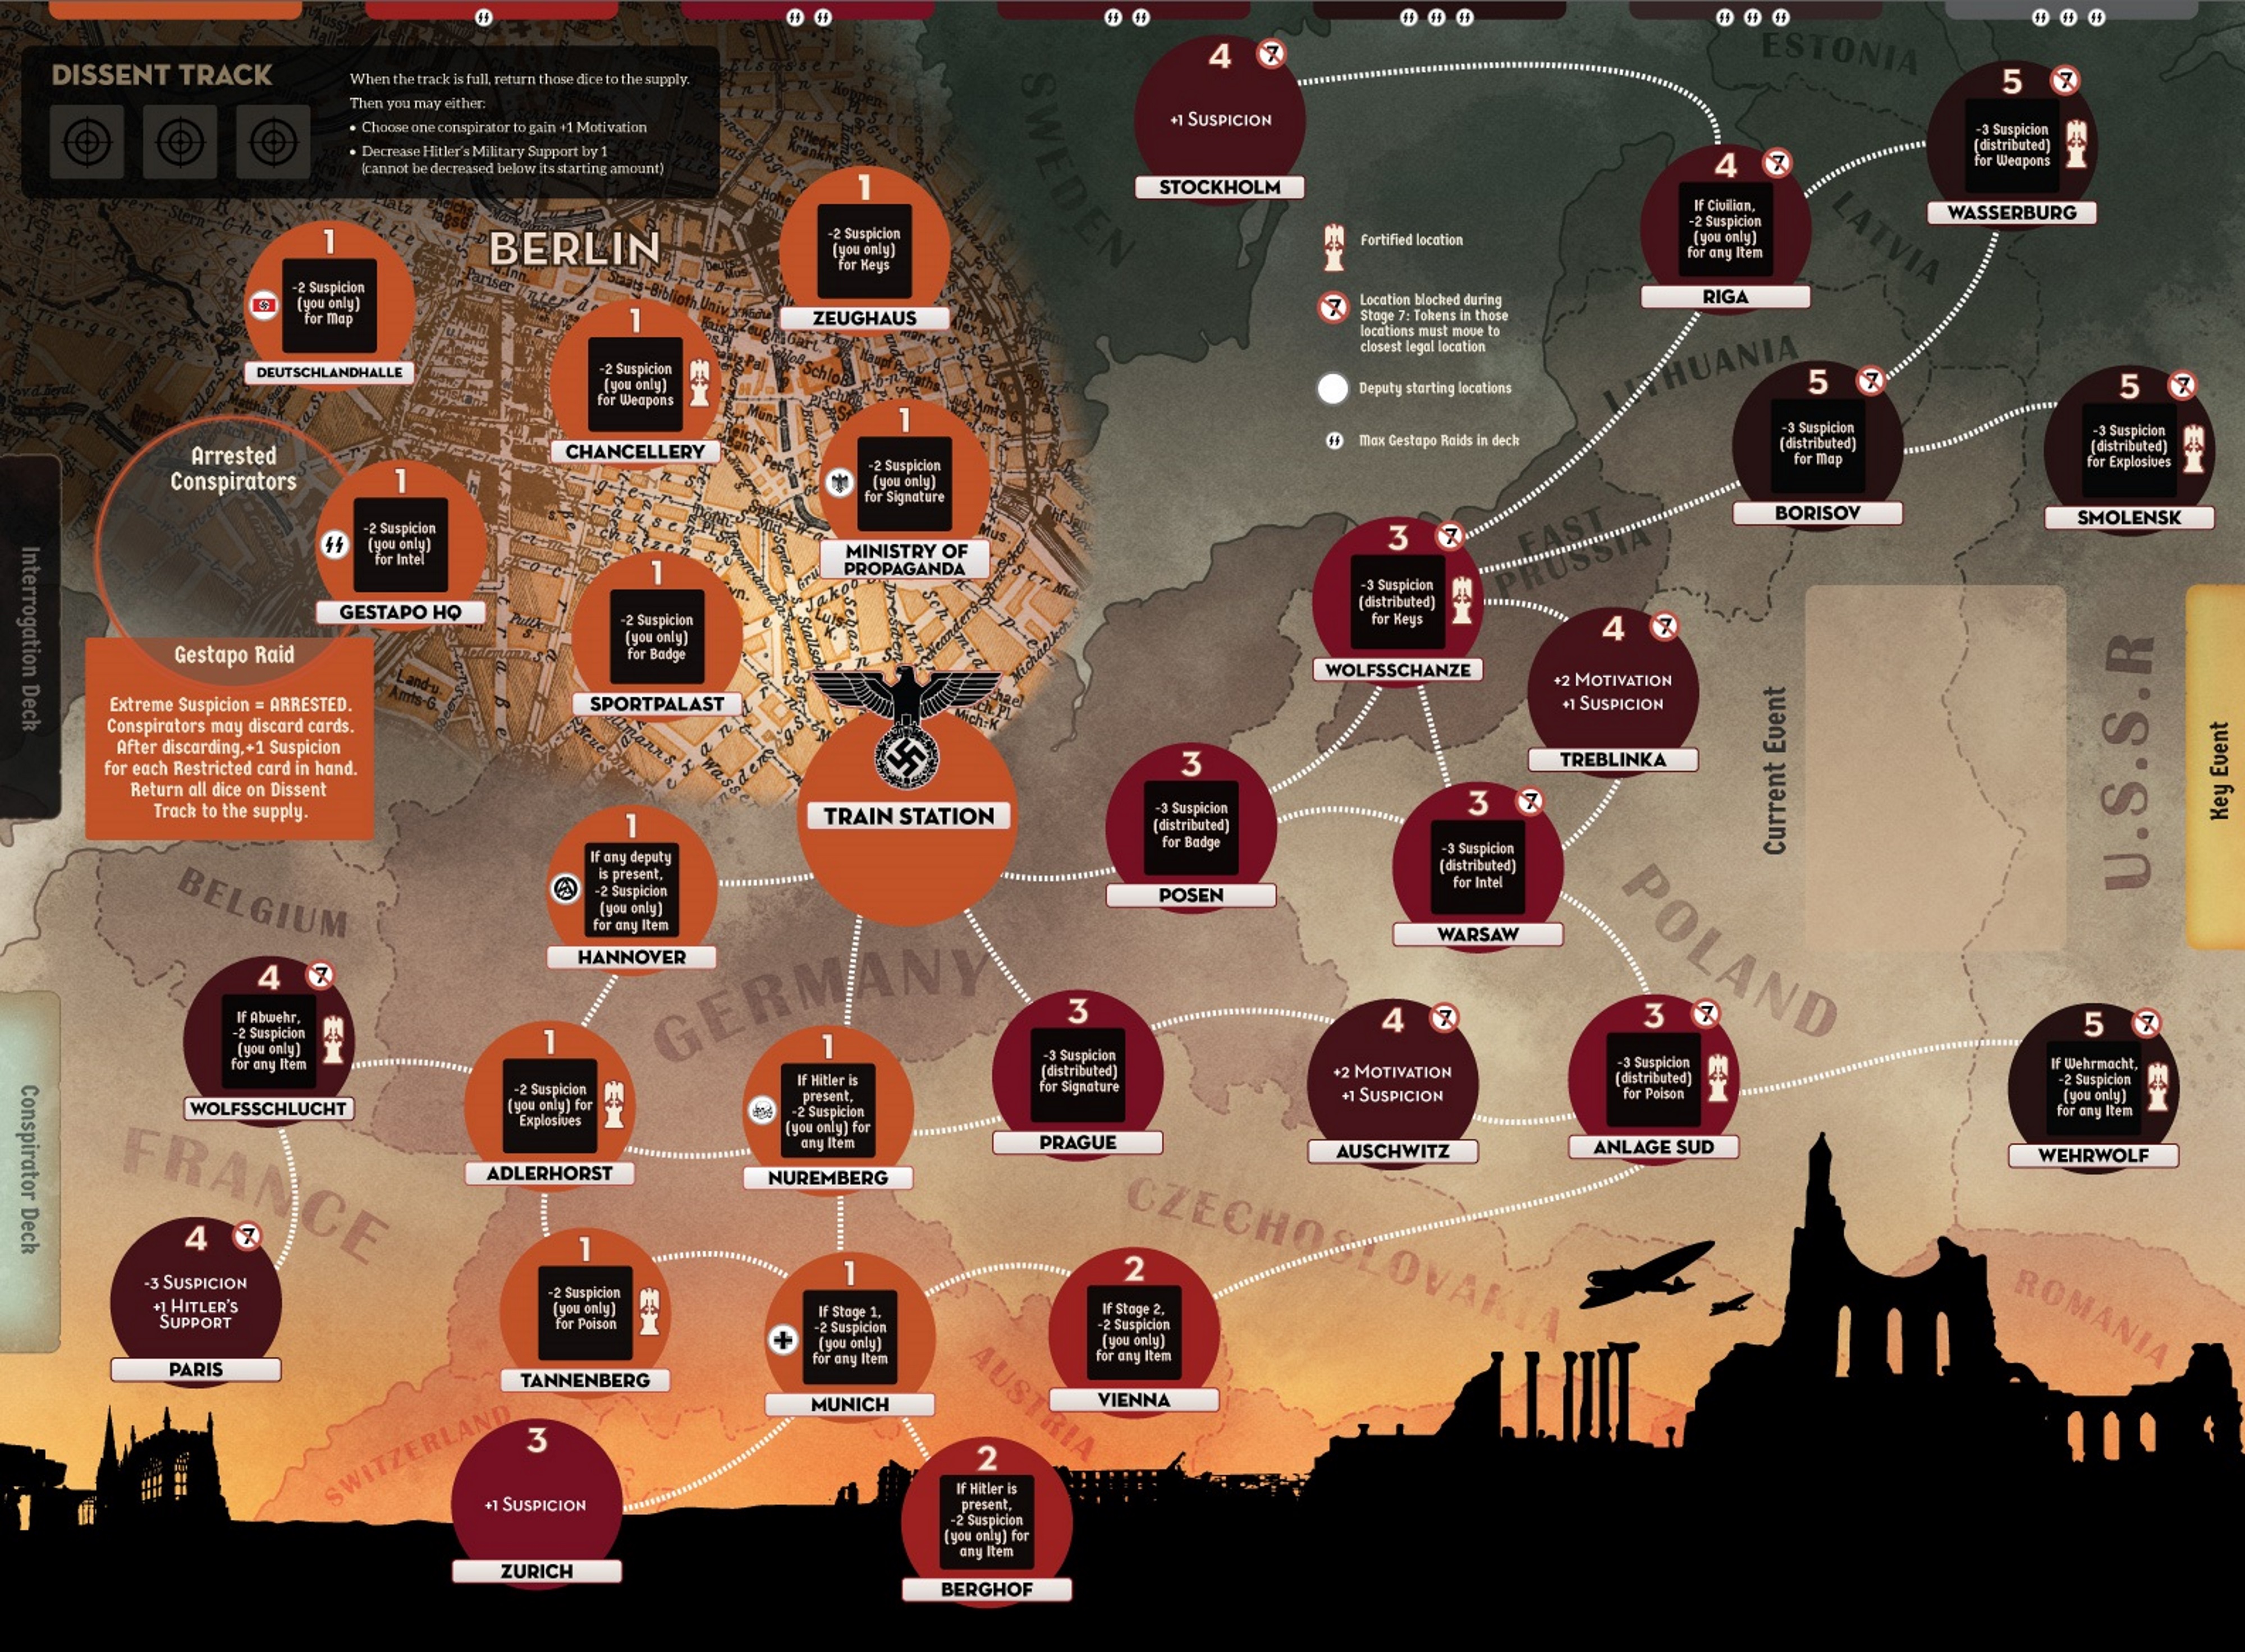 DISSENT TRACK
When the track is full, return those dice to the supply.
Then you may either:
• Choose one conspirator to gain +1 Motivation
• Decrease Hitler's Military Support by 1
(cannot be decreased below its starting amount)
BERLIN
1
-2 Suspicion
(you only)
for Map
DEUTSCHLANDHALLE
1
-2 Suspicion
(you only)
for Keys
ZEUGHAUS
1
-2 Suspicion
(you only)
for Weapons
CHANCELLERY
1
-2 Suspicion
(you only)
for Signature
MINISTRY OF
PROPAGANDA
Arrested
Conspirators
1
-2 Suspicion
(you only)
for Intel
GESTAPO HQ
1
-2 Suspicion
(you only)
for Badge
SPORTPALAST
Gestapo Raid
Extreme Suspicion = ARRESTED.
Conspirators may discard cards.
After discarding,+1 Suspicion
for each Restricted card in hand.
Return all dice on Dissent
Track to the supply.
TRAIN STATION
Interrogation Deck
Conspirator Deck
SWEDEN
ESTONIA
LATVIA
LITHUANIA
EAST
PRUSSIA
POLAND
U.S.S.R
BELGIUM
GERMANY
FRANCE
CZECHOSLOVAKIA
AUSTRIA
SWITZERLAND
ROMANIA
4
7
+1 SUSPICION
STOCKHOLM
Fortified location
7
Location blocked during
Stage 7: Tokens in those
locations must move to
closest legal location
Deputy starting locations
Max Gestapo Raids in deck
4
7
If Civilian,
-2 Suspicion
(you only)
for any Item
RIGA
5
7
-3 Suspicion
(distributed)
for Weapons
WASSERBURG
5
7
-3 Suspicion
(distributed)
for Map
BORISOV
5
7
-3 Suspicion
(distributed)
for Explosives
SMOLENSK
3
7
-3 Suspicion
(distributed)
for Keys
WOLFSSCHANZE
4
7
+2 MOTIVATION
+1 SUSPICION
TREBLINKA
Current Event
Key Event
3
-3 Suspicion
(distributed)
for Badge
POSEN
3
7
-3 Suspicion
(distributed)
for Intel
WARSAW
1
If any deputy
is present,
-2 Suspicion
(you only)
for any Item
HANNOVER
4
7
If Abwehr,
-2 Suspicion
(you only)
for any Item
WOLFSSCHLUCHT
1
-2 Suspicion
(you only) for
Explosives
ADLERHORST
1
If Hitler is
present,
-2 Suspicion
(you only) for
any Item
NUREMBERG
3
-3 Suspicion
(distributed)
for Signature
PRAGUE
4
7
+2 MOTIVATION
+1 SUSPICION
AUSCHWITZ
3
7
-3 Suspicion
(distributed)
for Poison
ANLAGE SUD
5
7
If Wehrmacht,
-2 Suspicion
(you only)
for any Item
WEHRWOLF
4
7
-3 SUSPICION
+1 HITLER'S
SUPPORT
PARIS
1
-2 Suspicion
(you only)
for Poison
TANNENBERG
1
If Stage 1,
-2 Suspicion
(you only)
for any Item
MUNICH
2
If Stage 2,
-2 Suspicion
(you only)
for any Item
VIENNA
3
+1 SUSPICION
ZURICH
2
If Hitler is
present,
-2 Suspicion
(you only) for
any Item
BERGHOF